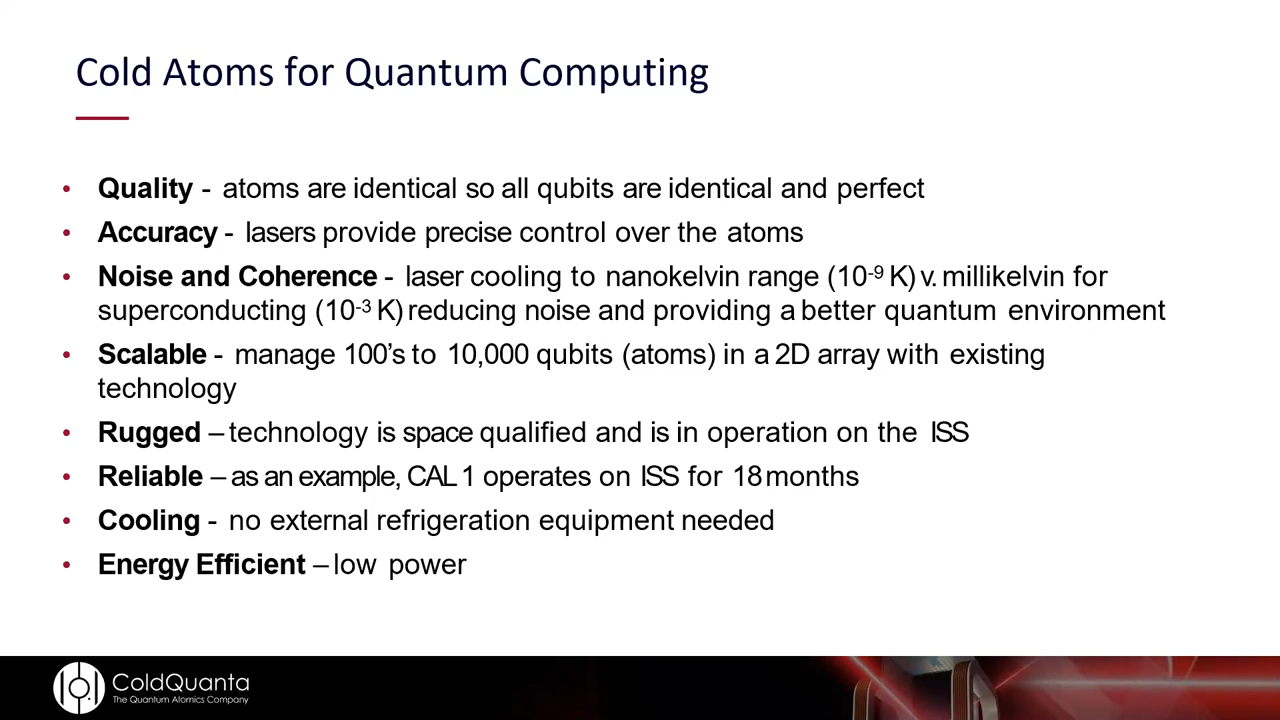 Cold Atoms for Quantum Computing
• Quality - atoms are identical so all qubits are identical and perfect
• Accuracy - lasers provide precise control over the atoms
• Noise and Coherence - laser cooling to nanokelvin range (10⁻⁹ K) v. millikelvin for
superconducting (10⁻³ K) reducing noise and providing a better quantum environment
• Scalable - manage 100’s to 10,000 qubits (atoms) in a 2D array with existing
technology
• Rugged – technology is space qualified and is in operation on the ISS
• Reliable – as an example, CAL 1 operates on ISS for 18 months
• Cooling - no external refrigeration equipment needed
• Energy Efficient – low power
ColdQuanta
The Quantum Atomics Company